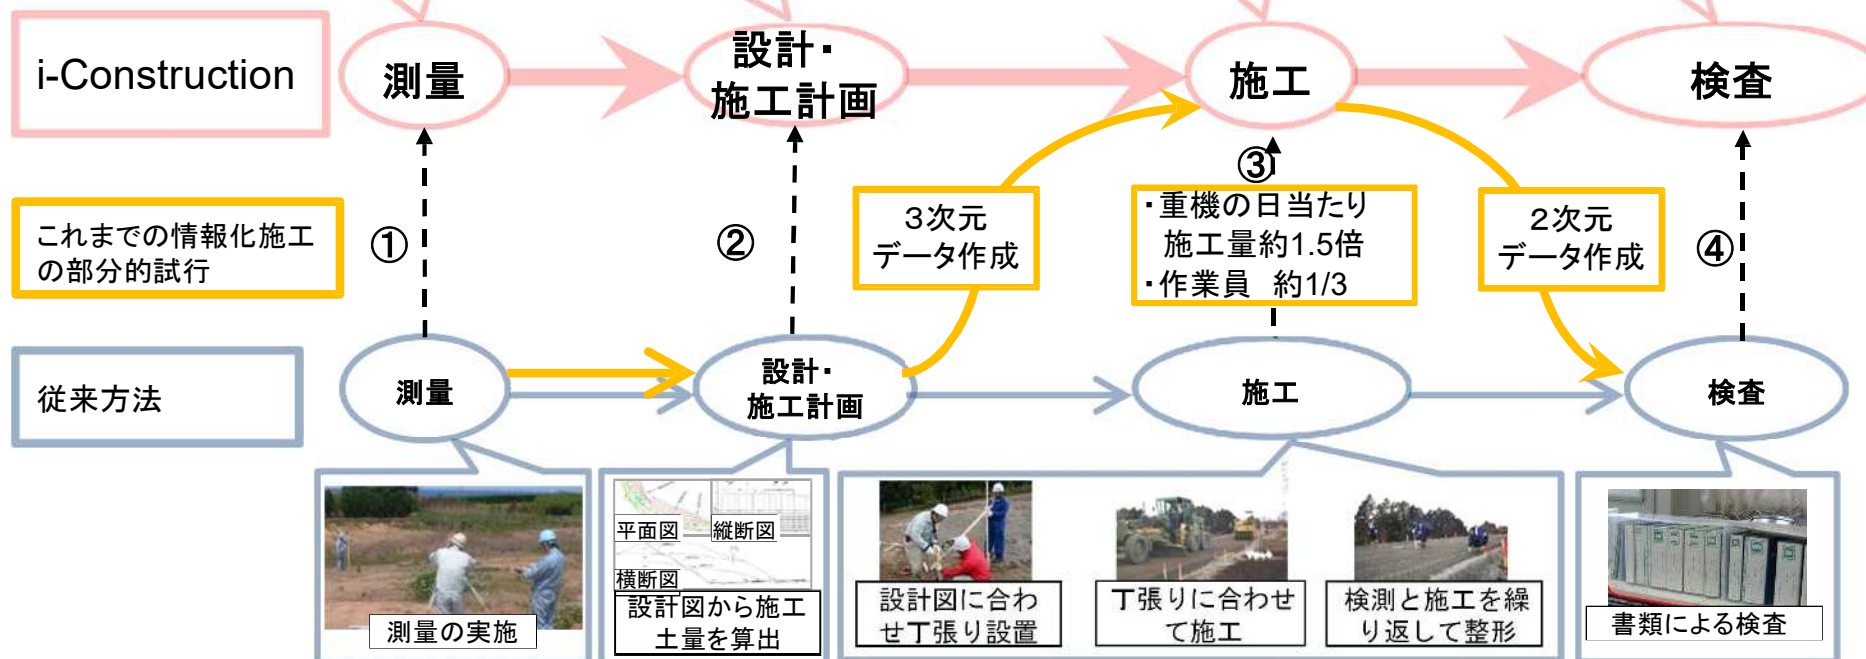 i-Construction
測量
設計・
施工計画
施工
検査
これまでの情報化施工
の部分的試行
①
②
3次元
データ作成
③
・重機の日当たり
施工量約1.5倍
・作業員 約1/3
2次元
データ作成
④
従来方法
測量
設計・
施工計画
施工
検査
測量の実施
平面図
縦断図
横断図
設計図から施工
土量を算出
設計図に合わ
せ丁張り設置
丁張りに合わせ
て施工
検測と施工を繰
り返して整形
書類による検査